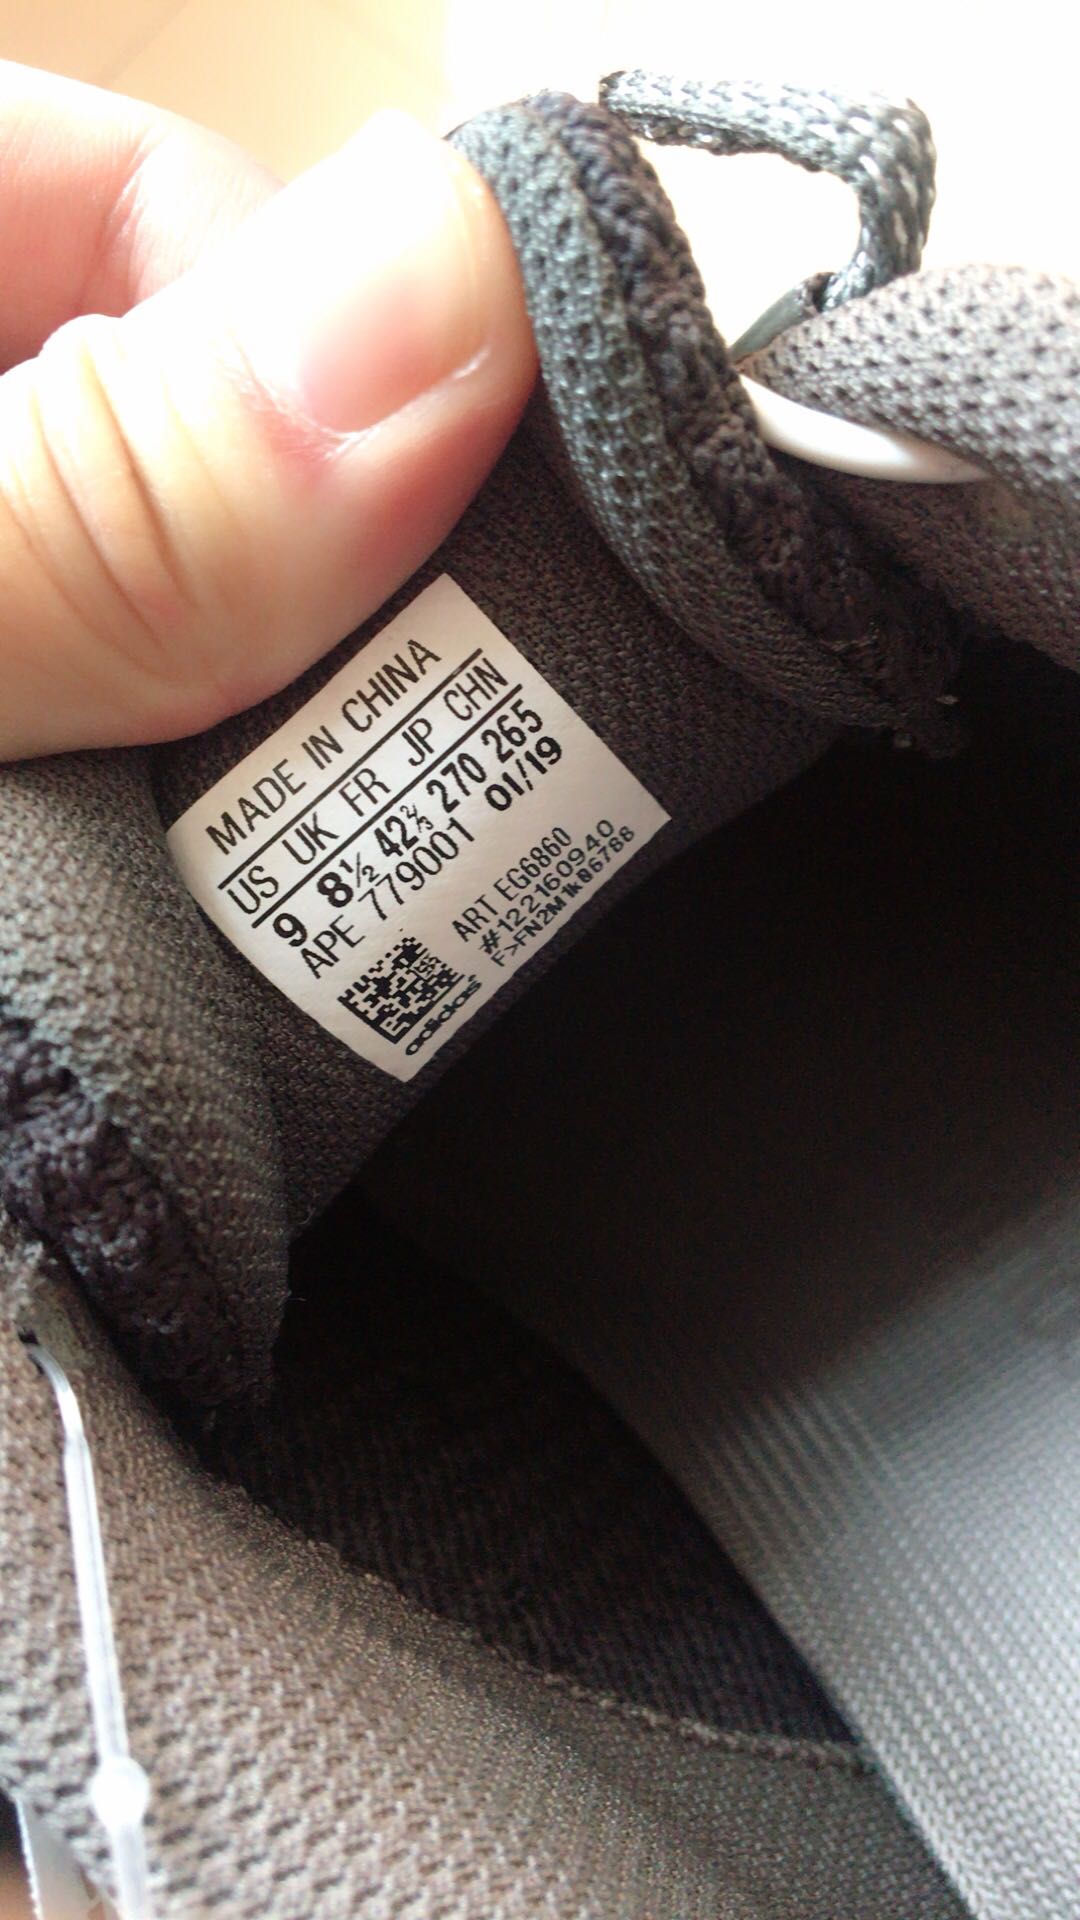 MADE IN CHINA
US UK FR JP CHN
9 8½ 42⅔ 270 265
APE 779001 01/19
ART EG6860
#122160940
adidas